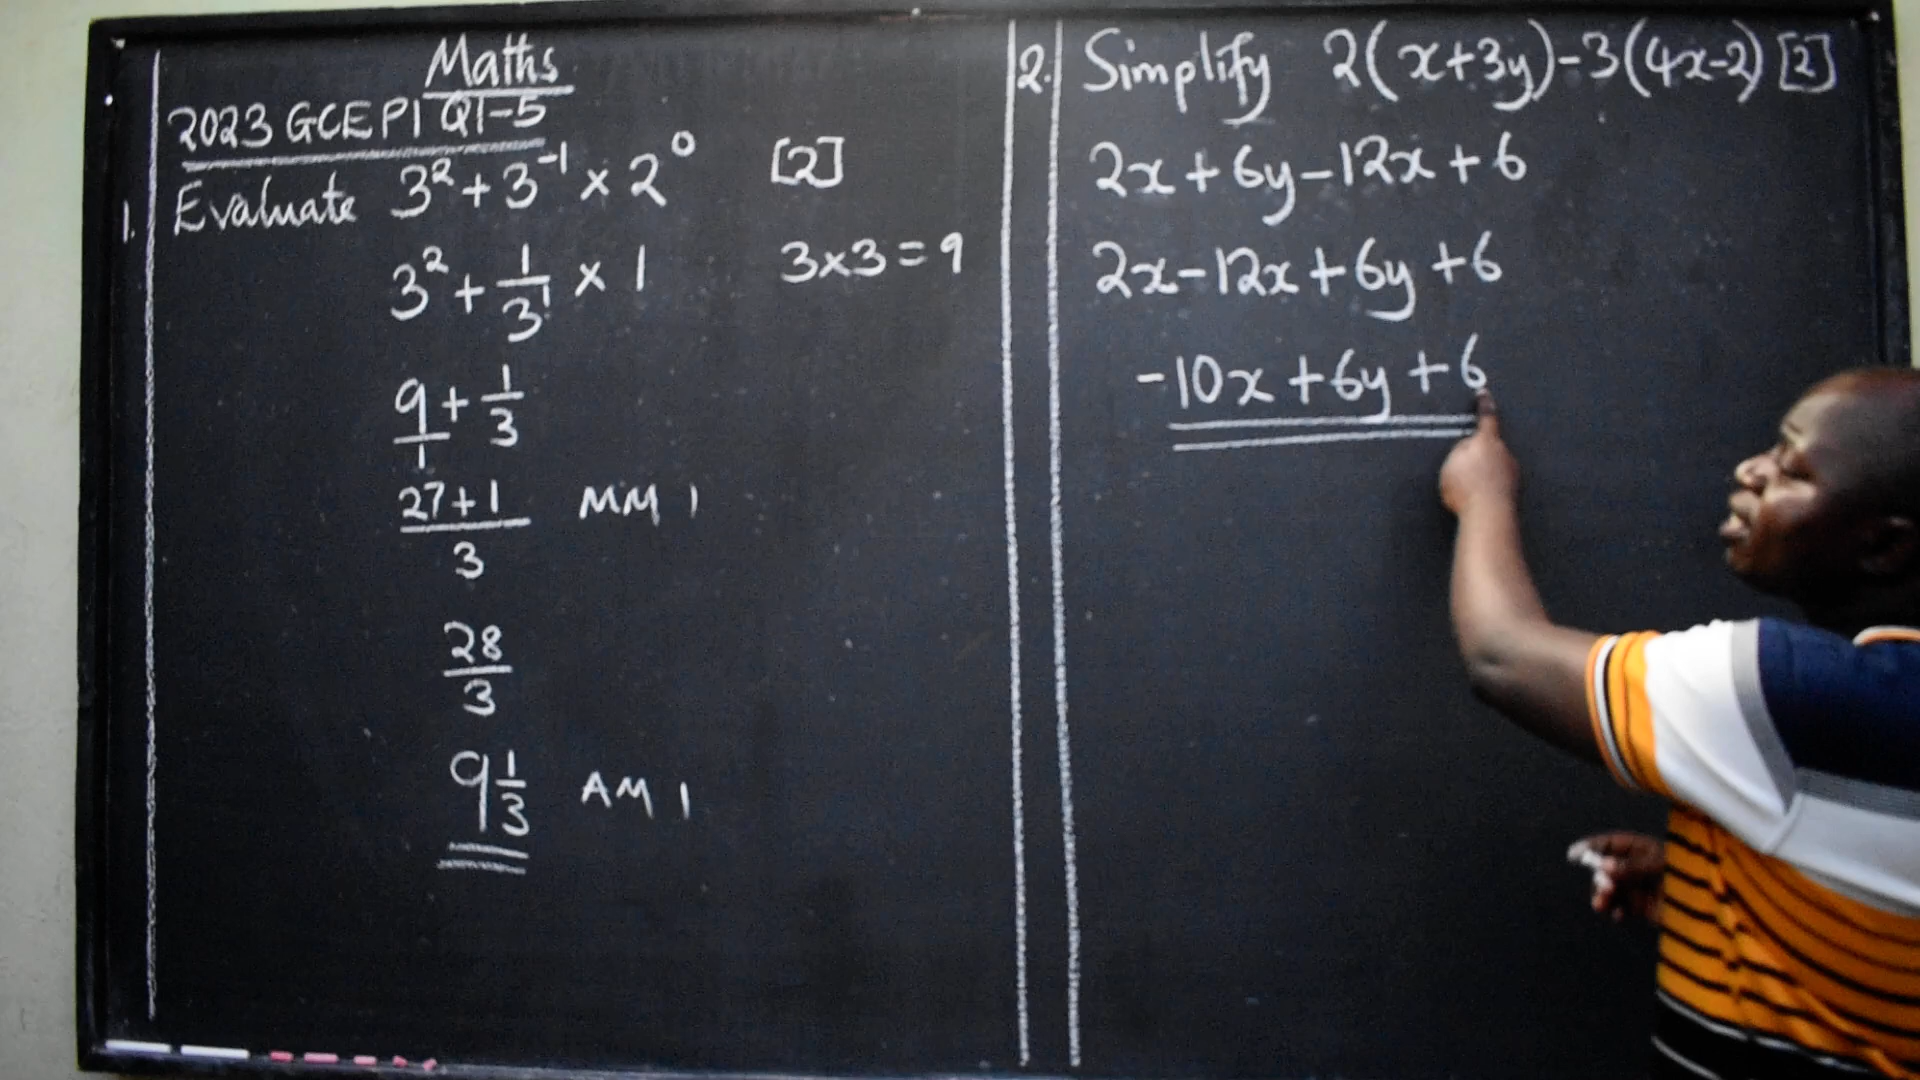 Maths
2023 GCE P1 Q1-5
1. Evaluate 3² + 3⁻¹ × 2⁰ [2]
3² + 1/3¹ × 1 3×3=9
9/1 + 1/3
27+1/3 MM 1
28/3
9 1/3 AM 1
2. Simplify 2(x+3y)-3(4x-2) [2]
2x+6y-12x+6
2x-12x+6y+6
-10x+6y+6